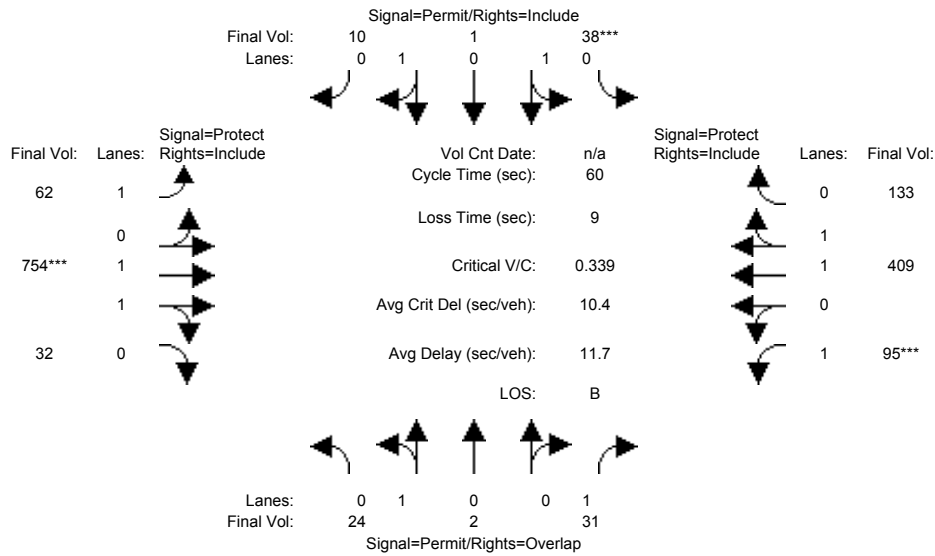 Signal=Permit/Rights=Include
Final Vol: 10 1 38***
Lanes: 0 1 0 1 0
Signal=Protect Signal=Protect
Final Vol: Lanes: Rights=Include Vol Cnt Date: n/a Rights=Include Lanes: Final Vol:
Cycle Time (sec): 60
62 1 0 133
Loss Time (sec): 9
0 1
754*** 1 Critical V/C: 0.339 1 409
1 Avg Crit Del (sec/veh): 10.4 0
32 0 Avg Delay (sec/veh): 11.7 1 95***
LOS: B
Lanes: 0 1 0 0 1
Final Vol: 24 2 31
Signal=Permit/Rights=Overlap